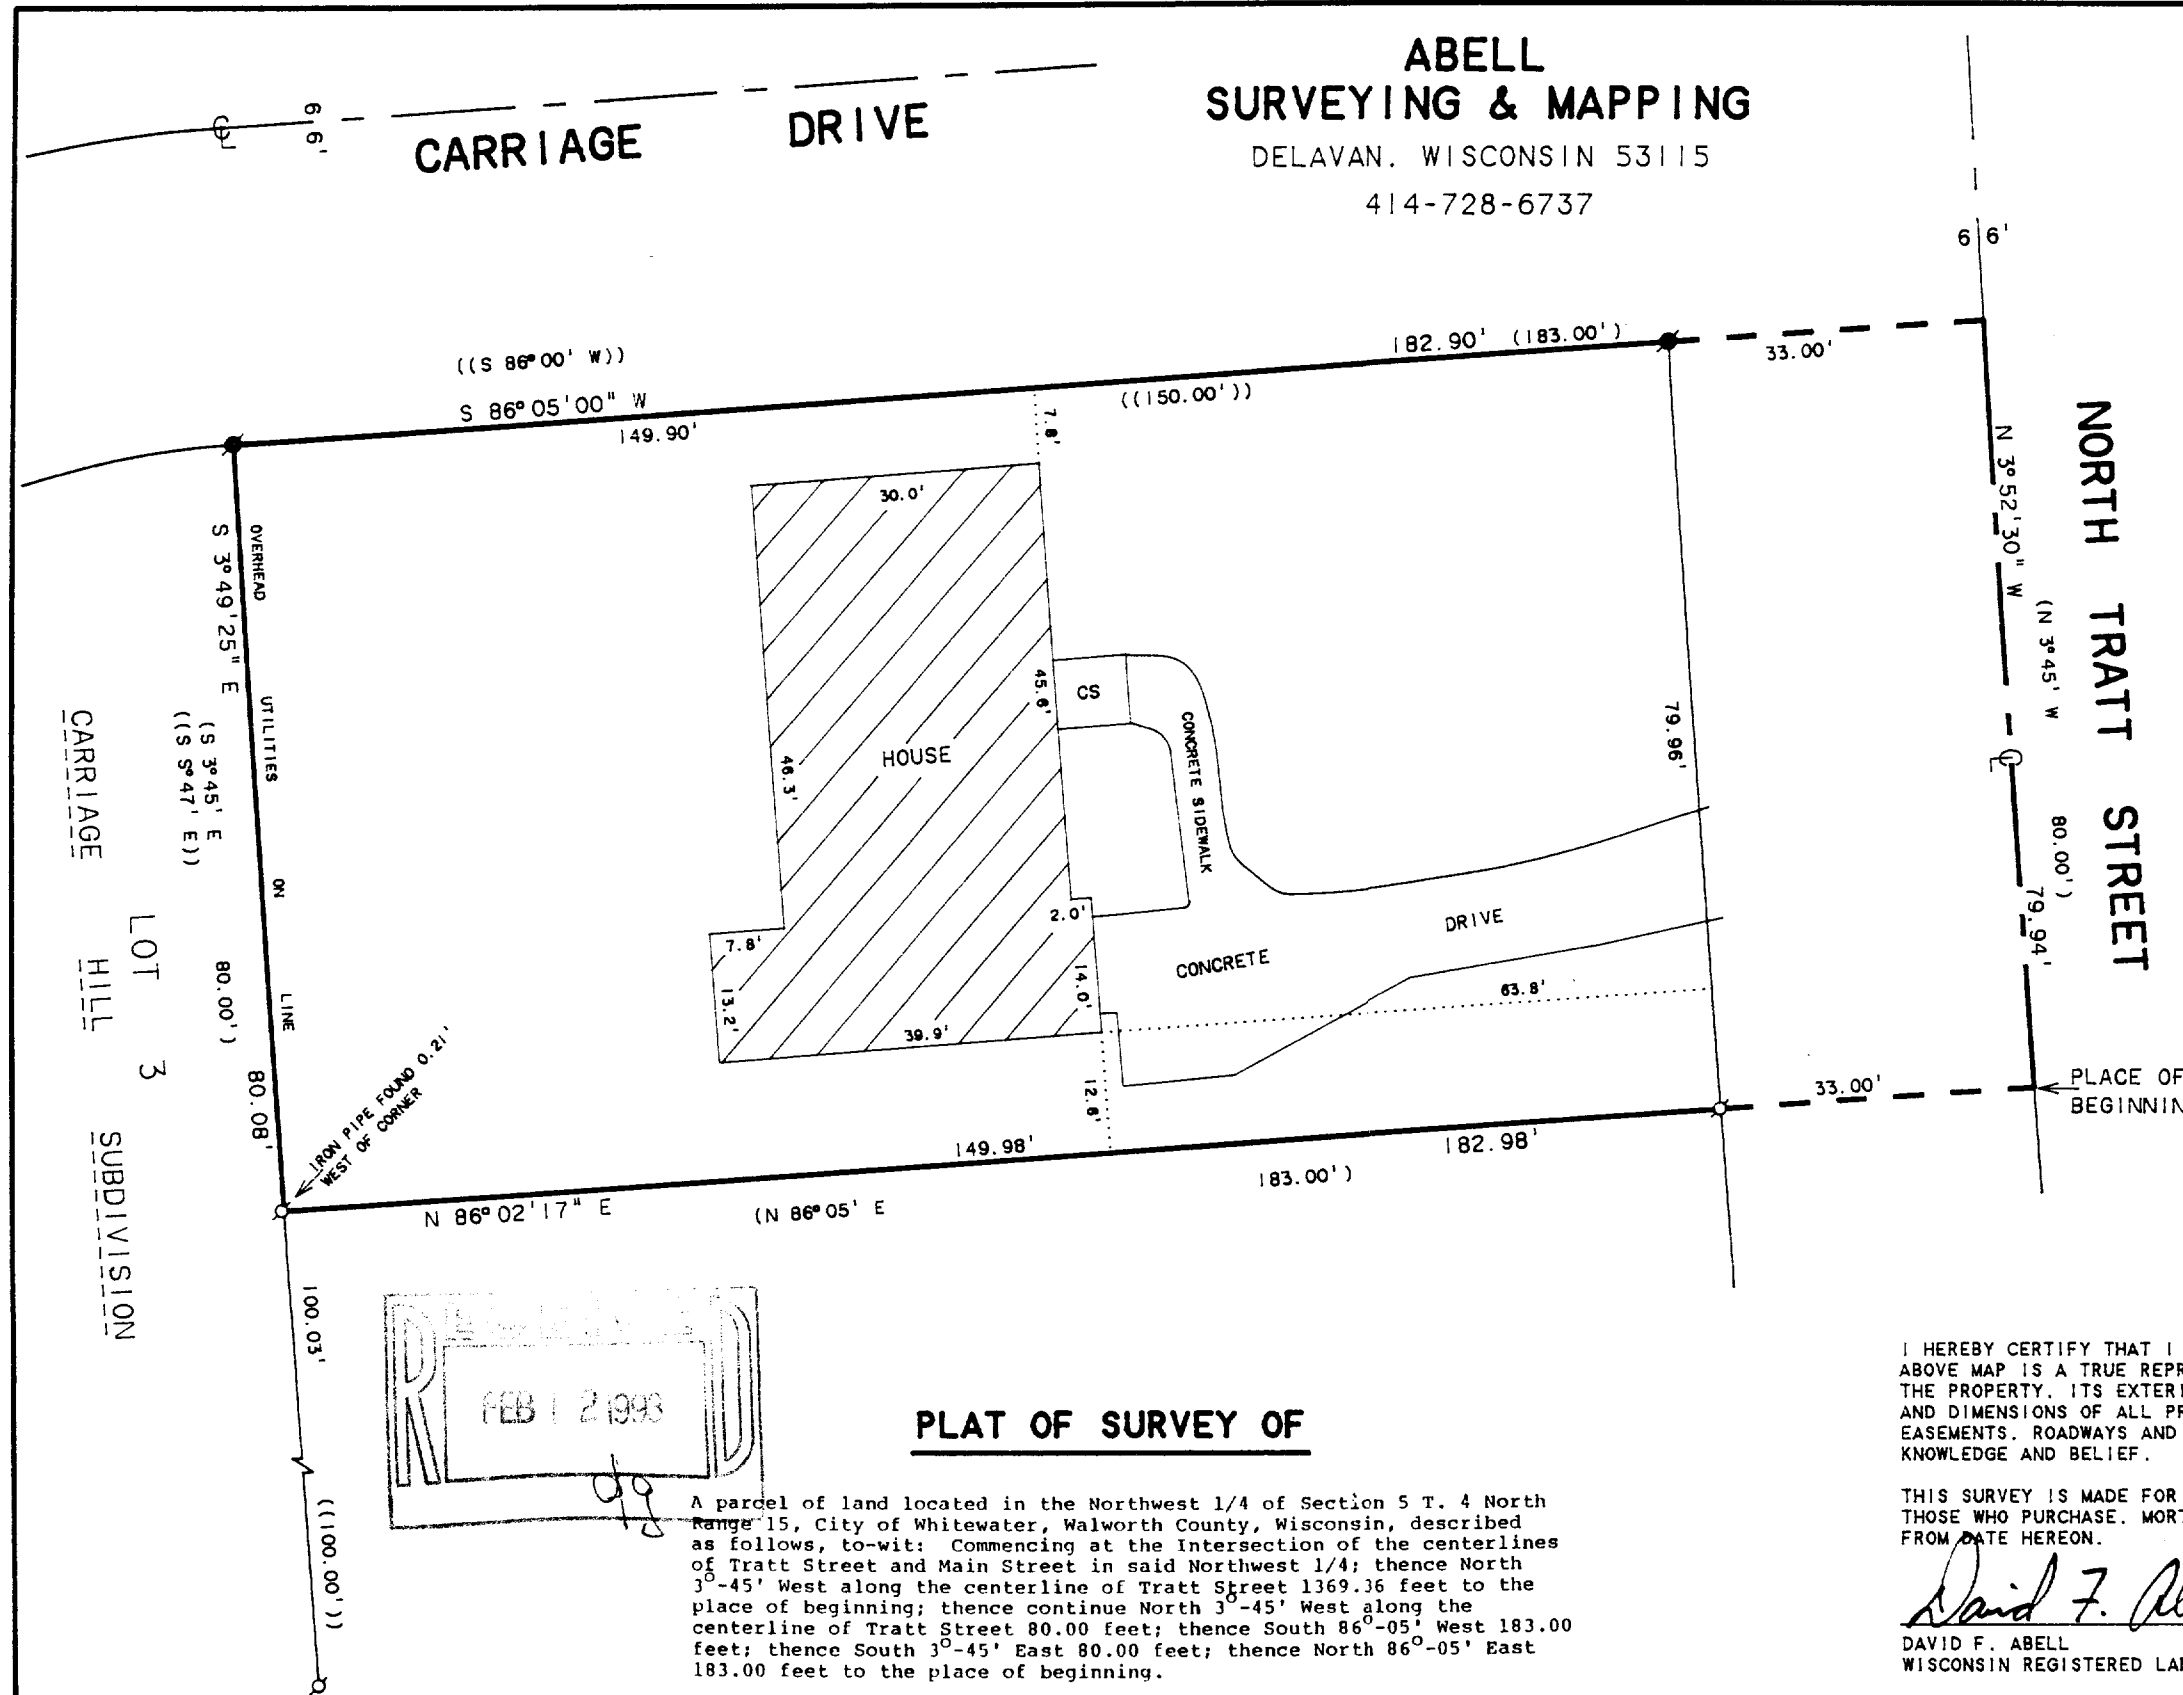 ABELL
SURVEYING & MAPPING
DELAVAN. WISCONSIN 53115
414-728-6737
66'
CARRIAGE DRIVE
66'
((S 86°00' W))
S 86°05'00" W
149.90'
((150.00'))
182.90' (183.00')
33.00'
7.8'
30.0'
OVERHEAD UTILITIES ON LINE
S 3°49'25" E
(S 3°45' E 80.00')
((S 5°47' E))
80.08'
CARRIAGE HILL SUBDIVISION
LOT 3
46.3'
HOUSE
45.6'
CS
CONCRETE SIDEWALK
79.96'
N 3°52'30" W
79.94'
(N 3°45' W 80.00')
NORTH TRATT STREET
7.8'
13.2'
39.9'
2.0'
14.0'
CONCRETE DRIVE
63.8'
12.6'
IRON PIPE FOUND 0.21'
WEST OF CORNER
33.00'
PLACE OF
BEGINNIN
149.98'
182.98'
N 86°02'17" E
(N 86°05' E 183.00')
100.03'
((100.00'))
R D
FEB 12 1993
PLAT OF SURVEY OF
A parcel of land located in the Northwest 1/4 of Section 5 T. 4 North
Range 15, City of Whitewater, Walworth County, Wisconsin, described
as follows, to-wit: Commencing at the Intersection of the centerlines
of Tratt Street and Main Street in said Northwest 1/4; thence North
3°-45' West along the centerline of Tratt Street 1369.36 feet to the
place of beginning; thence continue North 3°-45' West along the
centerline of Tratt Street 80.00 feet; thence South 86°-05' West 183.00
feet; thence South 3°-45' East 80.00 feet; thence North 86°-05' East
183.00 feet to the place of beginning.
I HEREBY CERTIFY THAT I
ABOVE MAP IS A TRUE REPR
THE PROPERTY. ITS EXTERI
AND DIMENSIONS OF ALL PR
EASEMENTS. ROADWAYS AND
KNOWLEDGE AND BELIEF.
THIS SURVEY IS MADE FOR
THOSE WHO PURCHASE. MORT
FROM DATE HEREON.
David F. Ab
DAVID F. ABELL
WISCONSIN REGISTERED LAN